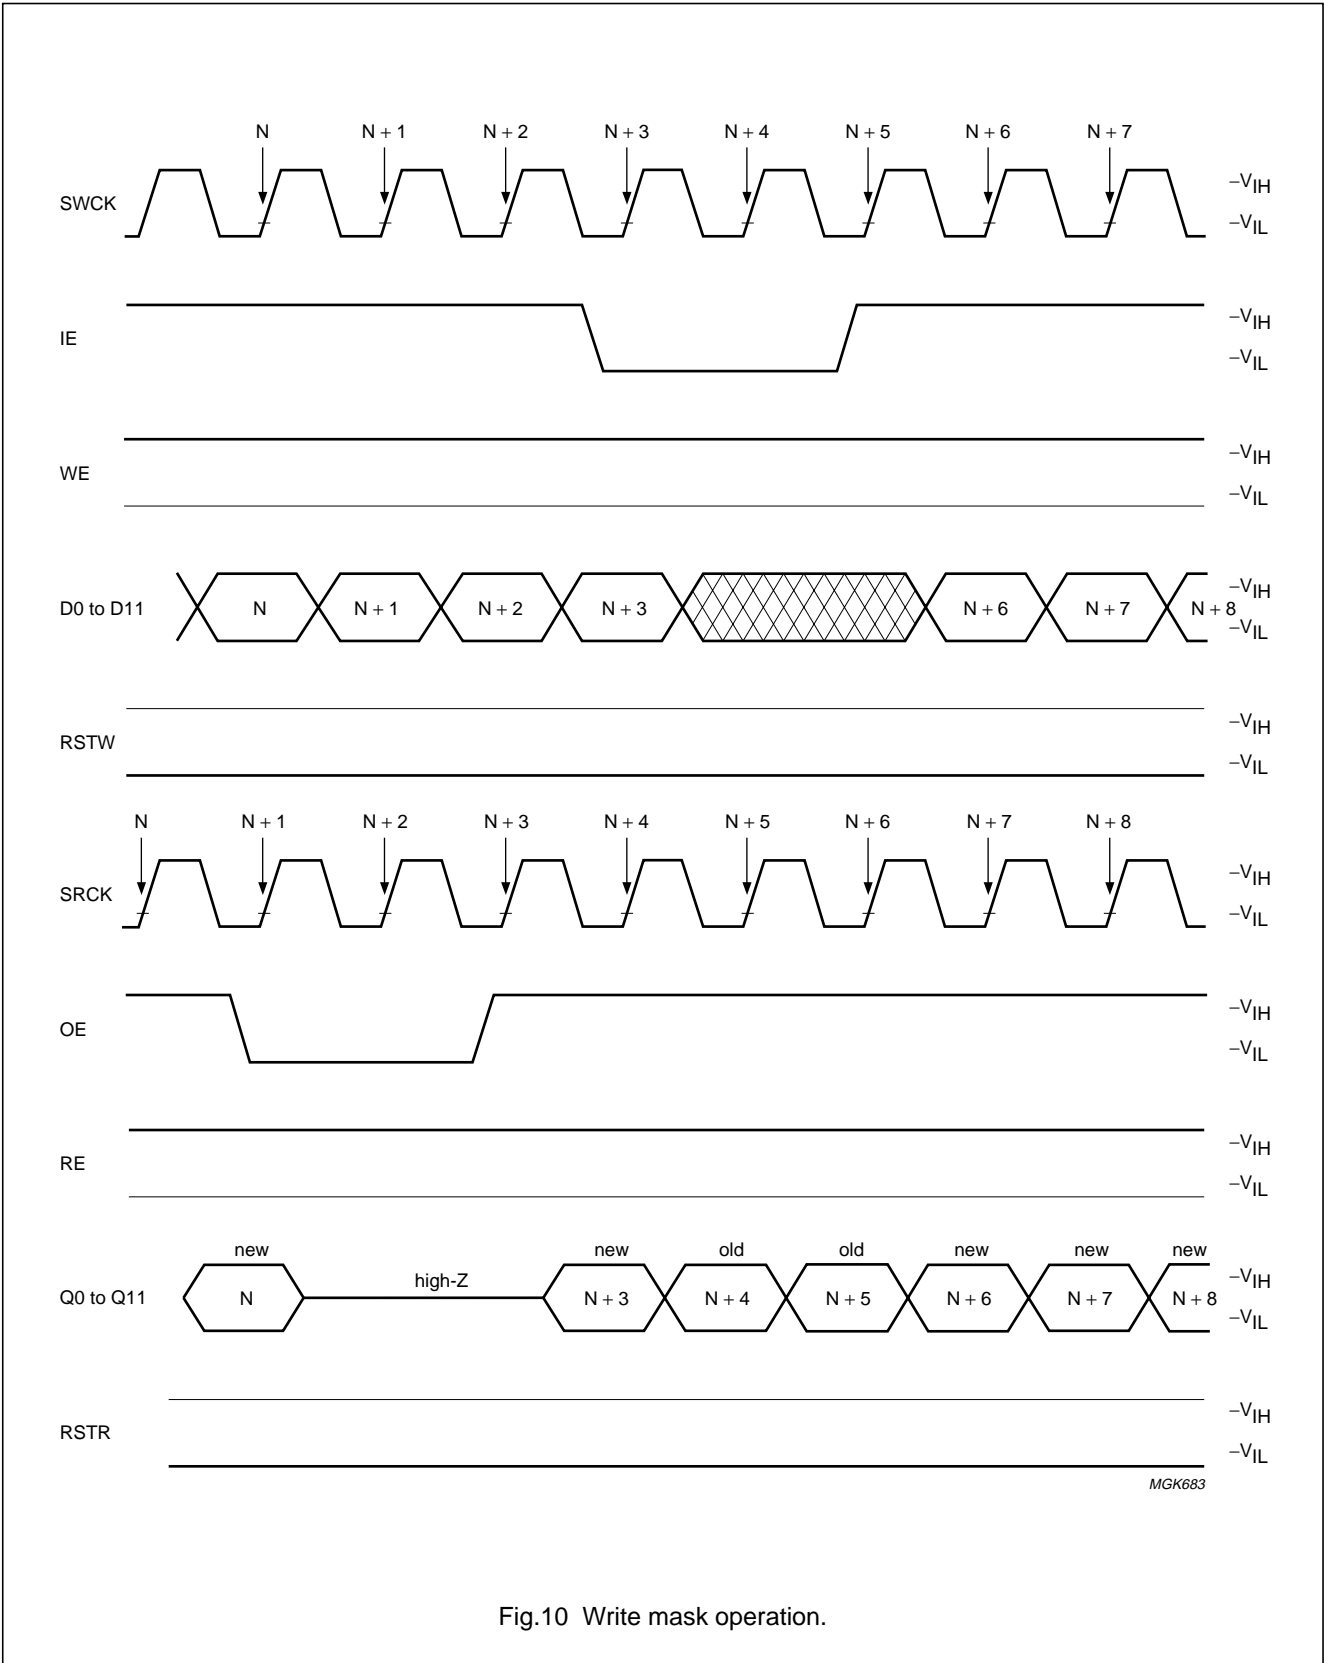 N N + 1 N + 2 N + 3 N + 4 N + 5 N + 6 N + 7
SWCK
–VIH
–VIL
IE
–VIH
–VIL
WE
–VIH
–VIL
D0 to D11 N N + 1 N + 2 N + 3 N + 6 N + 7 N + 8
–VIH
–VIL
RSTW
–VIH
–VIL
N N + 1 N + 2 N + 3 N + 4 N + 5 N + 6 N + 7 N + 8
SRCK
–VIH
–VIL
OE
–VIH
–VIL
RE
–VIH
–VIL
new new old old new new new
high-Z
Q0 to Q11 N N + 3 N + 4 N + 5 N + 6 N + 7 N + 8
–VIH
–VIL
RSTR
–VIH
–VIL
MGK683
Fig.10 Write mask operation.